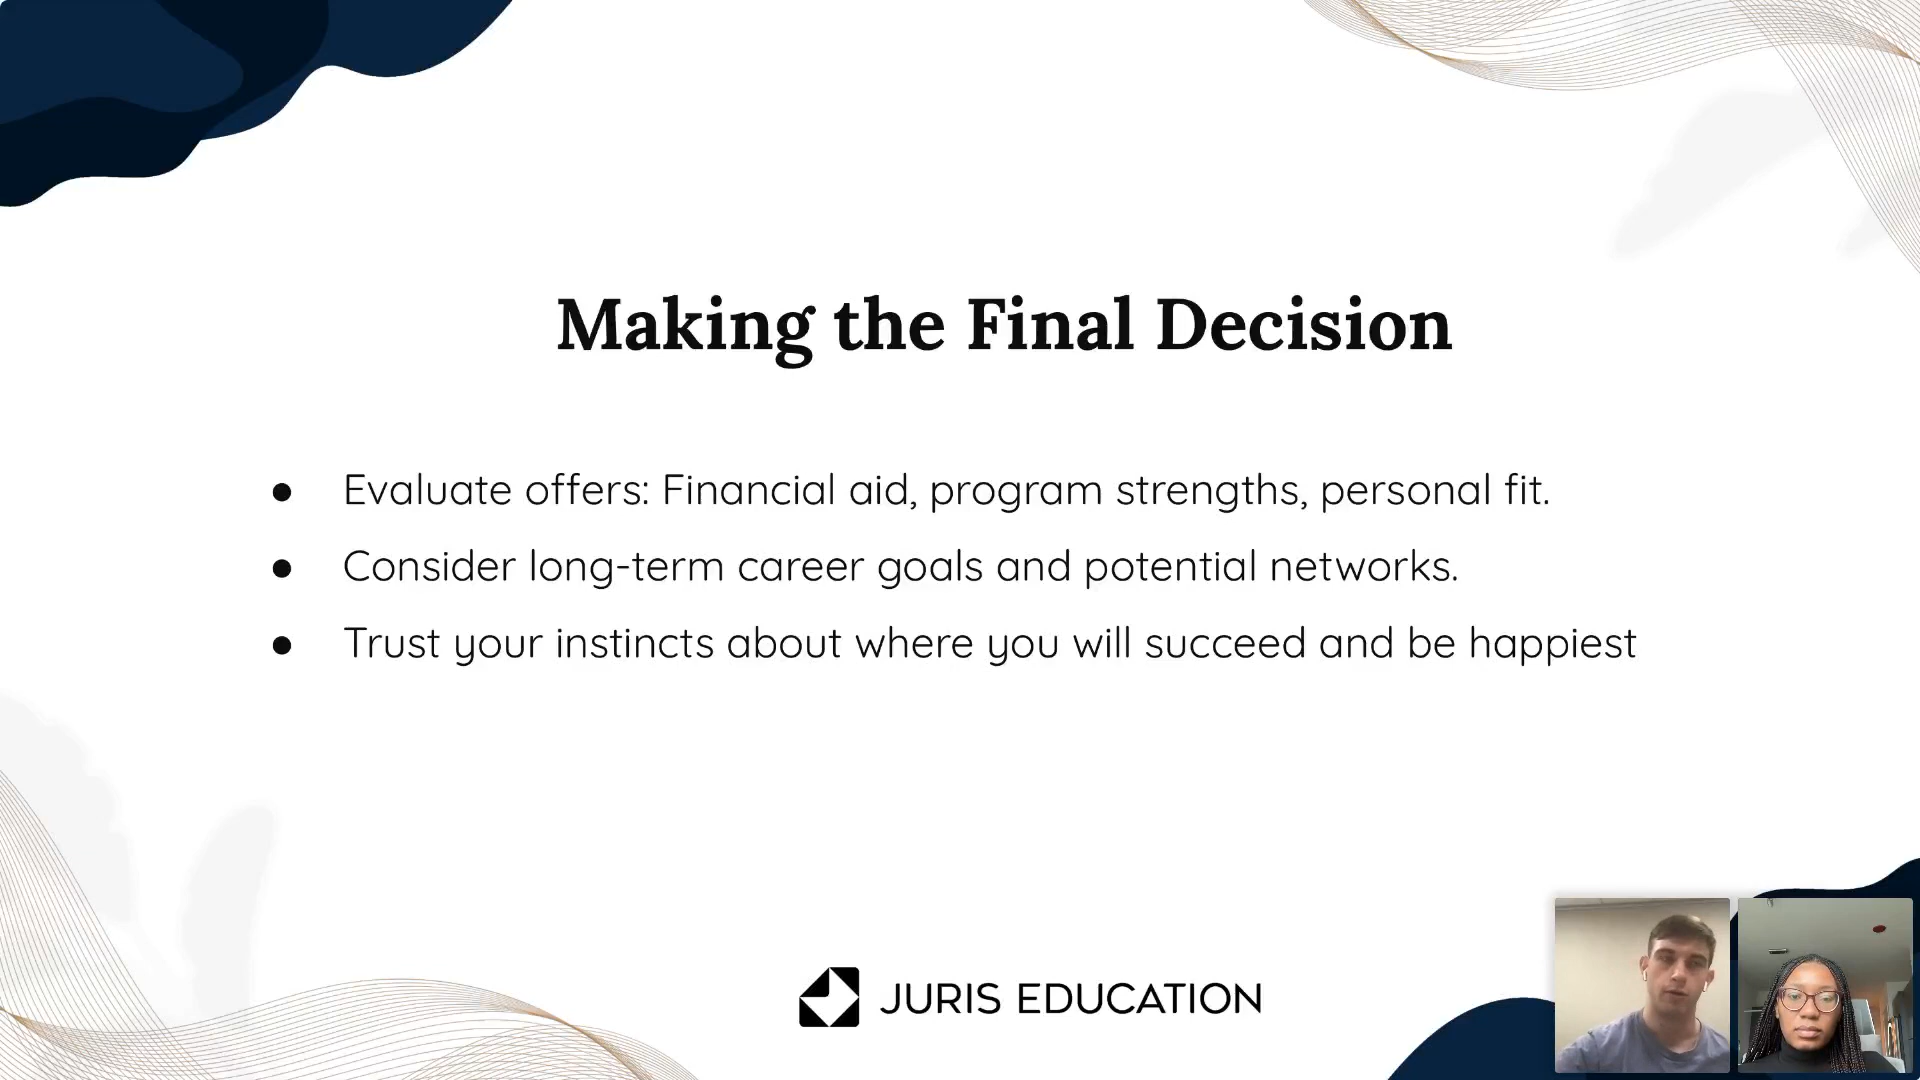 Making the Final Decision
● Evaluate offers: Financial aid, program strengths, personal fit.
● Consider long-term career goals and potential networks.
● Trust your instincts about where you will succeed and be happiest
JURIS EDUCATION